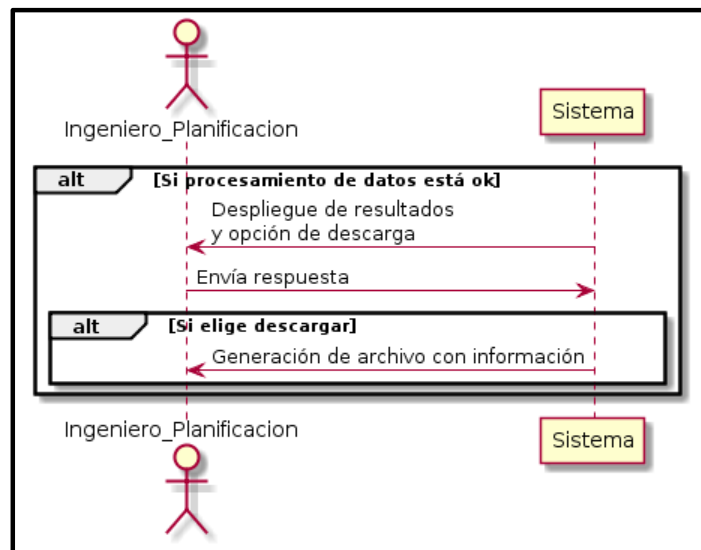 Ingeniero_Planificacion
Sistema
alt [Si procesamiento de datos está ok]
Despliegue de resultados
y opción de descarga
Envía respuesta
alt [Si elige descargar]
Generación de archivo con información
Ingeniero_Planificacion
Sistema